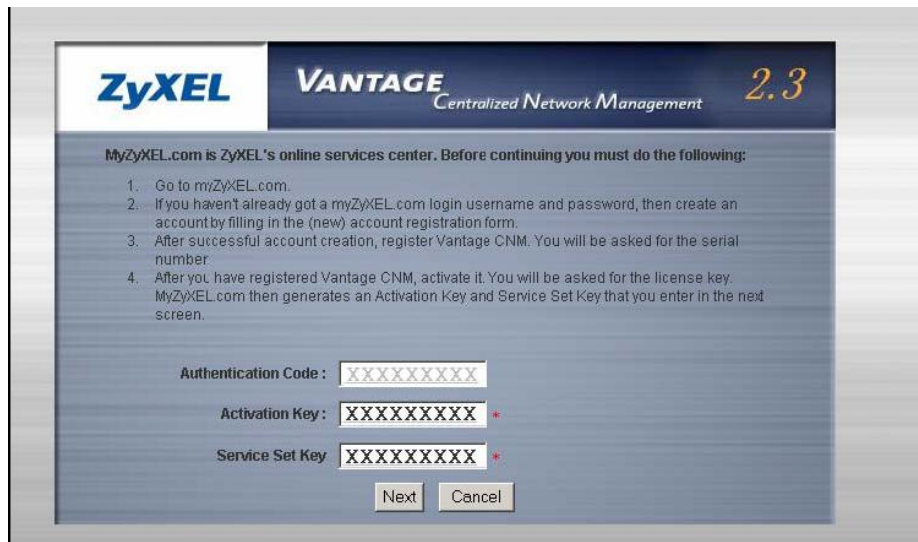 ZyXEL
VANTAGE
Centralized Network Management
2.3
MyZyXEL.com is ZyXEL's online services center. Before continuing you must do the following:
1. Go to myZyXEL.com.
2. If you haven't already got a myZyXEL.com login username and password, then create an
account by filling in the (new) account registration form.
3. After successful account creation, register Vantage CNM. You will be asked for the serial
number
4. After you have registered Vantage CNM, activate it. You will be asked for the license key.
MyZyXEL.com then generates an Activation Key and Service Set Key that you enter in the next
screen.
Authentication Code : XXXXXXXXX
Activation Key : XXXXXXXXX *
Service Set Key XXXXXXXXX *
Next Cancel